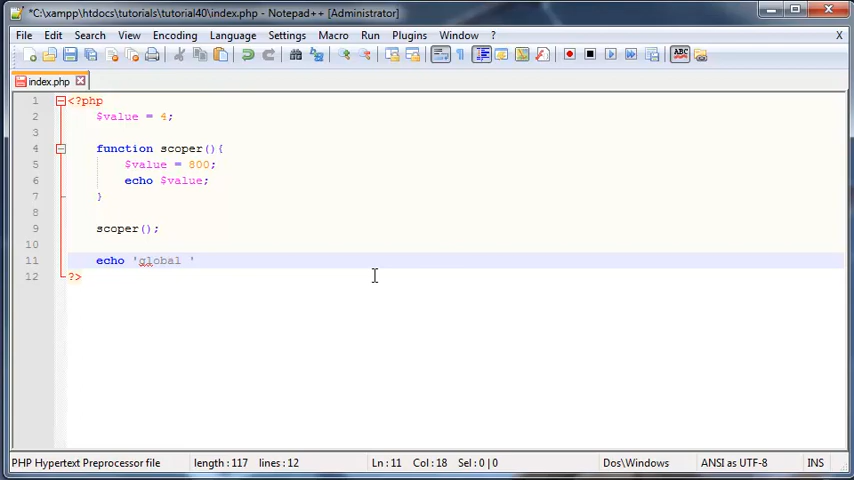 *C:\xampp\htdocs\tutorials\tutorial40\index.php - Notepad++ [Administrator]
File Edit Search View Encoding Language Settings Macro Run Plugins Window ? X
index.php
1 <?php
2 $value = 4;
3
4 function scoper(){
5 $value = 800;
6 echo $value;
7 }
8
9 scoper();
10
11 echo 'global '
12 ?>
PHP Hypertext Preprocessor file length : 117 lines : 12 Ln : 11 Col : 18 Sel : 0 | 0 Dos\Windows ANSI as UTF-8 INS